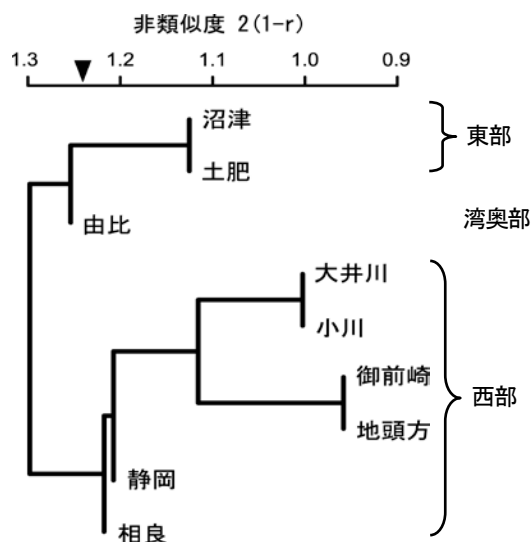 非類似度 2(1-r)
1.3 1.2 1.1 1.0 0.9
沼津
東部
土肥
由比
湾奥部
大井川
小川
御前崎
西部
地頭方
静岡
相良